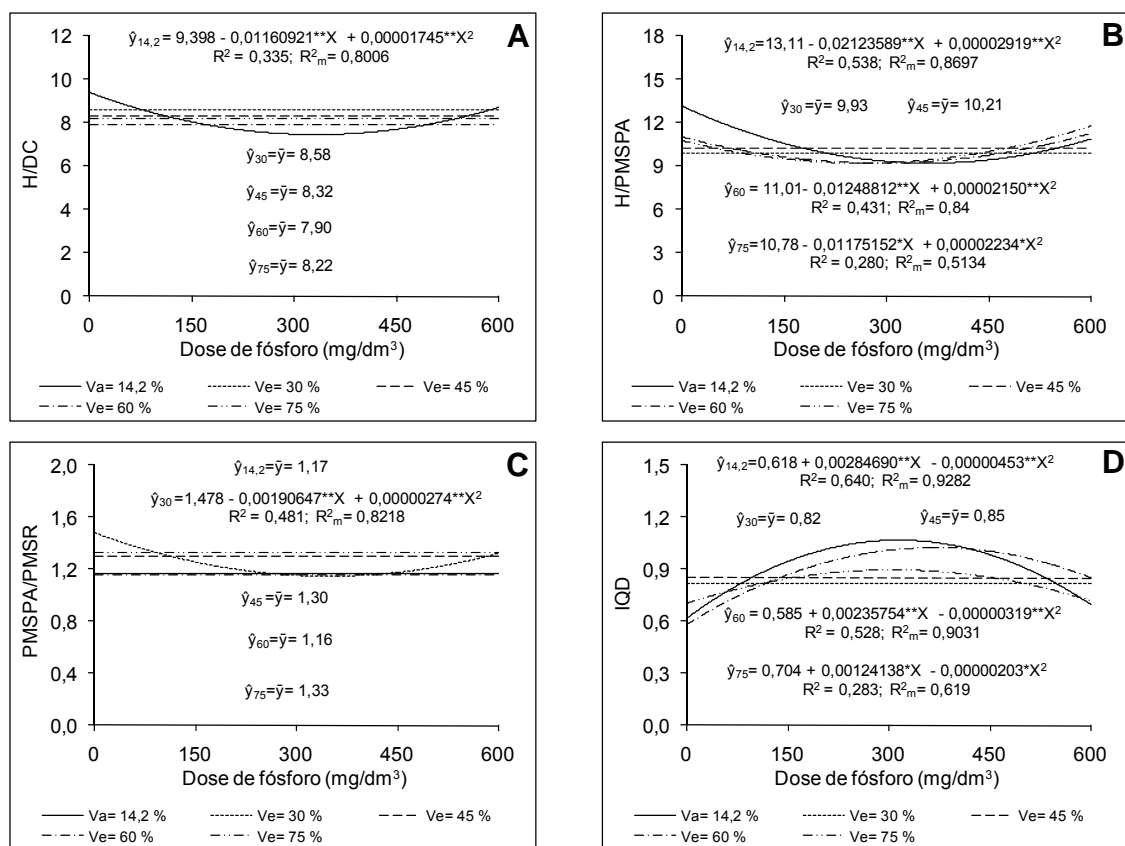 A
ŷ14,2 = 9,398 - 0,01160921**X + 0,00001745**X²
R² = 0,335; R²m = 0,8006
12
10
8
6
4
2
0
H/DC
ŷ30=ȳ= 8,58
ŷ45=ȳ= 8,32
ŷ60=ȳ= 7,90
ŷ75=ȳ= 8,22
0 150 300 450 600
Dose de fósforo (mg/dm³)
Va= 14,2 % Ve= 30 % Ve= 45 %
Ve= 60 % Ve= 75 %
B
ŷ14,2 =13,11 - 0,02123589**X + 0,00002919**X²
R² = 0,538; R²m = 0,8697
ŷ30=ȳ= 9,93 ŷ45=ȳ= 10,21
18
15
12
9
6
3
0
H/PMSPA
ŷ60 = 11,01- 0,01248812**X + 0,00002150**X²
R² = 0,431; R²m = 0,84
ŷ75=10,78 - 0,01175152*X + 0,00002234*X²
R² = 0,280; R²m = 0,5134
0 150 300 450 600
Dose de fósforo (mg/dm³)
Va= 14,2 % Ve= 30 % Ve= 45 %
Ve= 60 % Ve= 75 %
C
ŷ14,2=ȳ= 1,17
ŷ30=1,478 - 0,00190647**X + 0,00000274**X²
R² = 0,481; R²m = 0,8218
2,0
1,6
1,2
0,8
0,4
0,0
PMSPA/PMSR
ŷ45=ȳ= 1,30
ŷ60=ȳ= 1,16
ŷ75=ȳ= 1,33
0 150 300 450 600
Dose de fósforo (mg/dm³)
Va= 14,2 % Ve= 30 % Ve= 45 %
Ve= 60 % Ve= 75 %
D
ŷ14,2=0,618 + 0,00284690**X - 0,00000453**X²
R²= 0,640; R²m= 0,9282
ŷ30=ȳ= 0,82 ŷ45=ȳ= 0,85
1,5
1,2
0,9
0,6
0,3
0,0
IQD
ŷ60= 0,585 + 0,00235754**X - 0,00000319**X²
R² = 0,528; R²m= 0,9031
ŷ75= 0,704 + 0,00124138*X - 0,00000203*X²
R² = 0,283; R²m= 0,619
0 150 300 450 600
Dose de fósforo (mg/dm³)
Va= 14,2 % Ve= 30 % Ve= 45 %
Ve= 60 % Ve= 75 %